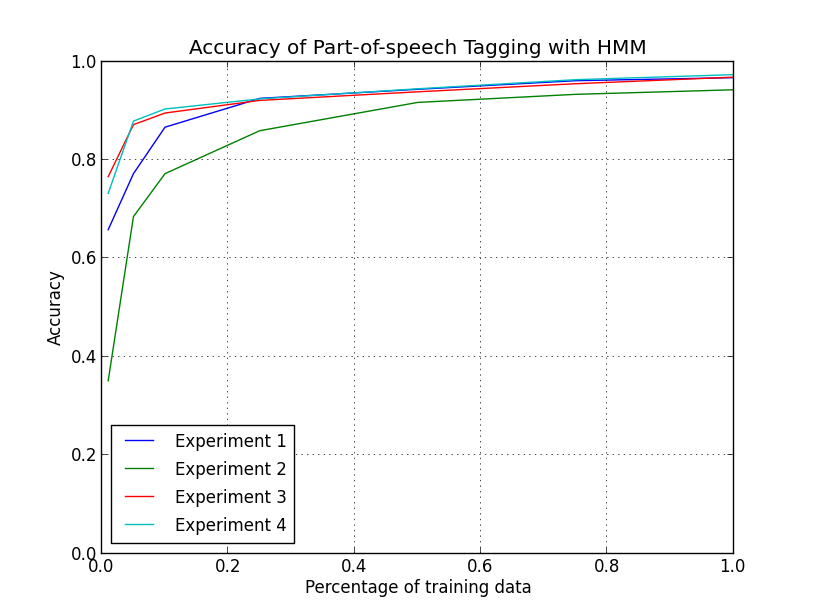 Accuracy of Part-of-speech Tagging with HMM
1.0
0.8
0.6
0.4
0.2
0.0
Accuracy
Experiment 1
Experiment 2
Experiment 3
Experiment 4
0.0 0.2 0.4 0.6 0.8 1.0
Percentage of training data